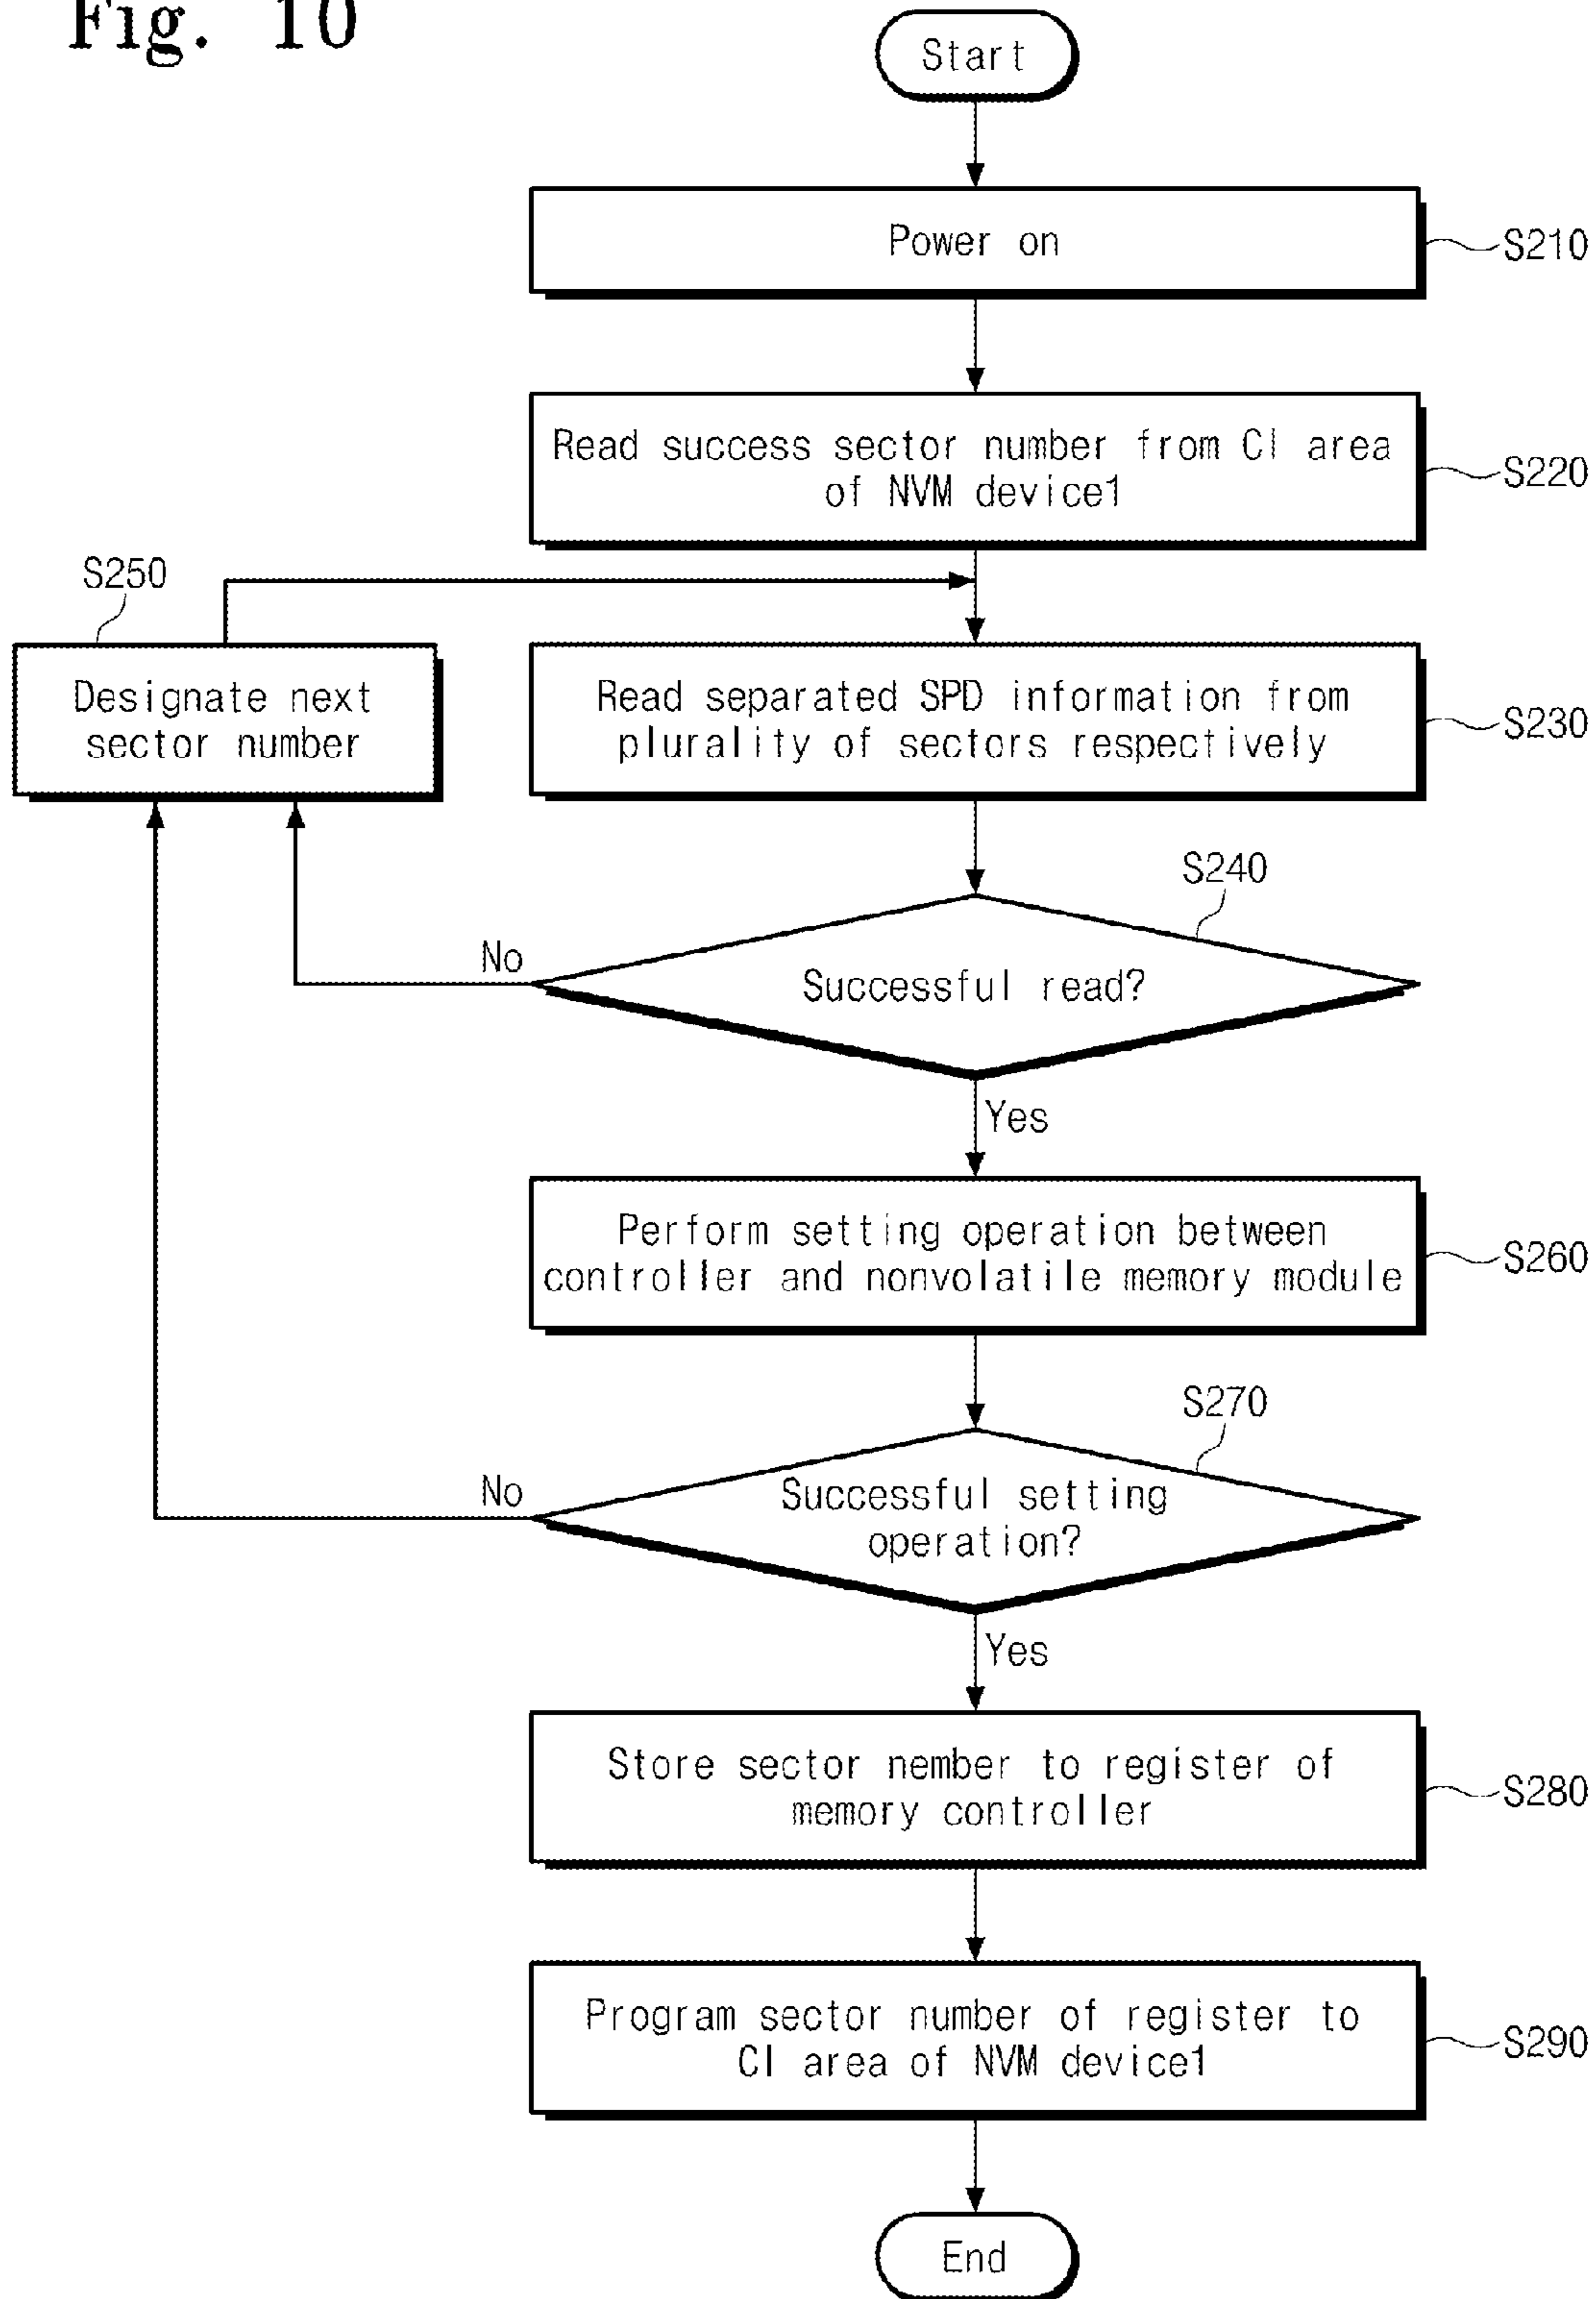 Fig. 10
Start
Power on
S210
Read success sector number from CI area
of NVM device1
S220
S250
Designate next
sector number
Read separated SPD information from
plurality of sectors respectively
S230
S240
No
Successful read?
Yes
Perform setting operation between
controller and nonvolatile memory module
S260
S270
No
Successful setting
operation?
Yes
Store sector nember to register of
memory controller
S280
Program sector number of register to
CI area of NVM device1
S290
End